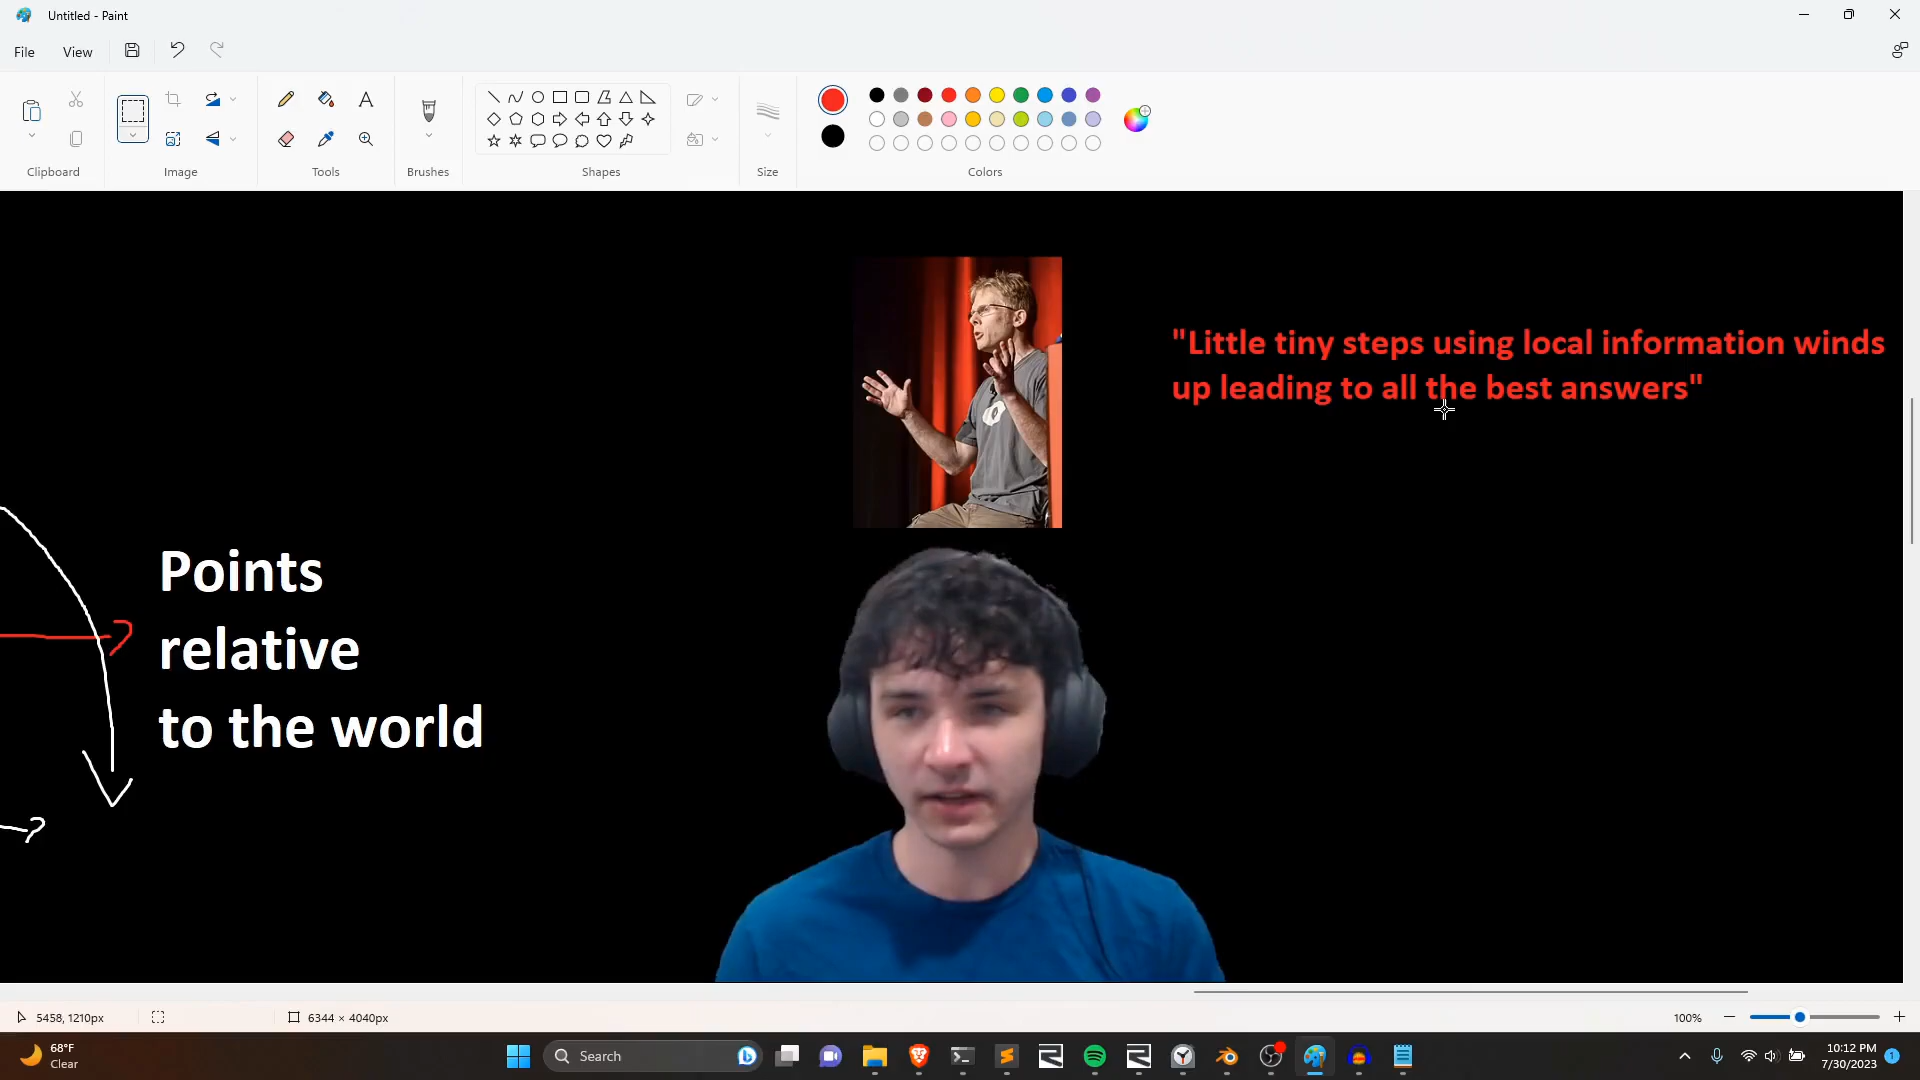 Untitled - Paint
File View
Clipboard
Image
Tools
Brushes
Shapes
Size
Colors
"Little tiny steps using local information winds
up leading to all the best answers"
Points
relative
to the world
5458, 1210px
6344 × 4040px
100%
68°F
Clear
Search
10:12 PM
7/30/2023
1